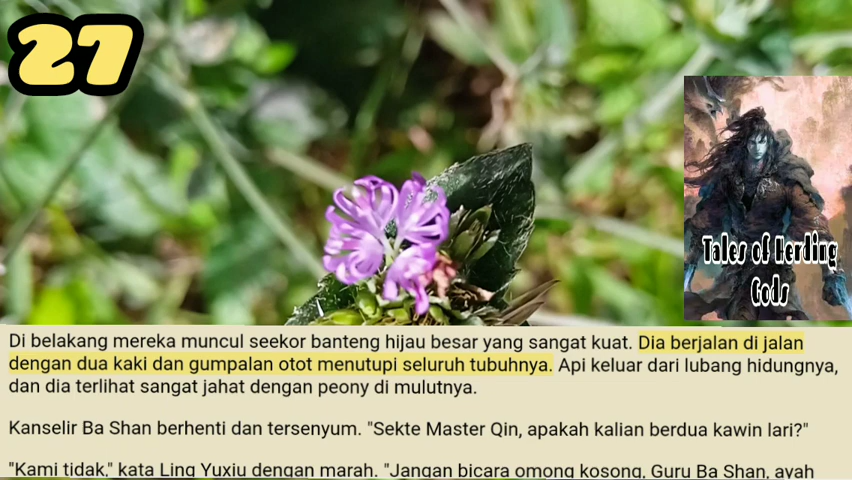 27
Tales of Herding
Gods
Di belakang mereka muncul seekor banteng hijau besar yang sangat kuat. Dia berjalan di jalan
dengan dua kaki dan gumpalan otot menutupi seluruh tubuhnya. Api keluar dari lubang hidungnya,
dan dia terlihat sangat jahat dengan peony di mulutnya.
Kanselir Ba Shan berhenti dan tersenyum. "Sekte Master Qin, apakah kalian berdua kawin lari?"
"Kami tidak," kata Ling Yuxiu dengan marah. "Jangan bicara omong kosong, Guru Ba Shan, ayah